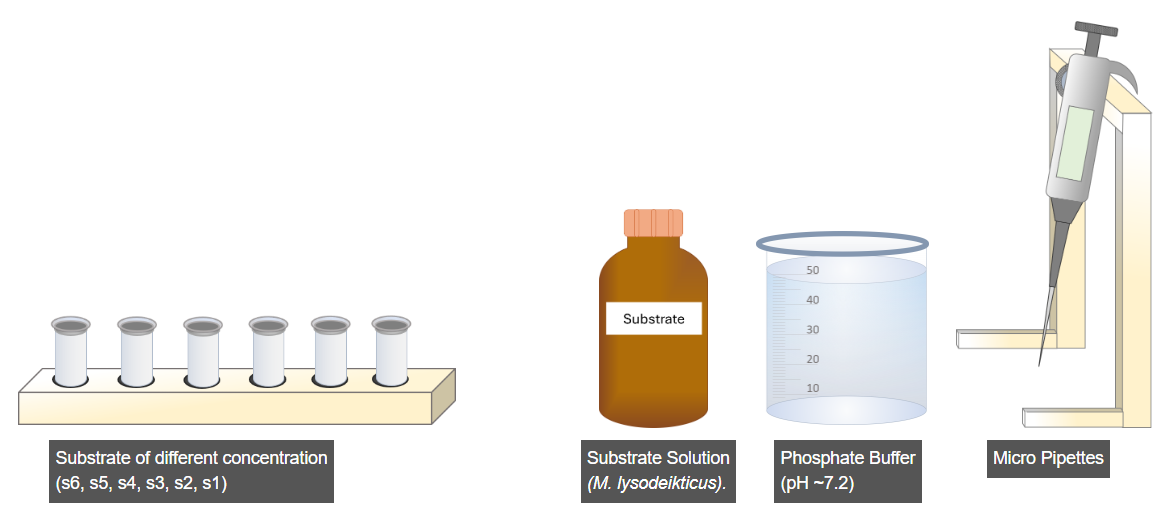 Substrate
50
40
30
20
10
Substrate of different concentration
(s6, s5, s4, s3, s2, s1)
Substrate Solution
(M. lysodeikticus).
Phosphate Buffer
(pH ~7.2)
Micro Pipettes